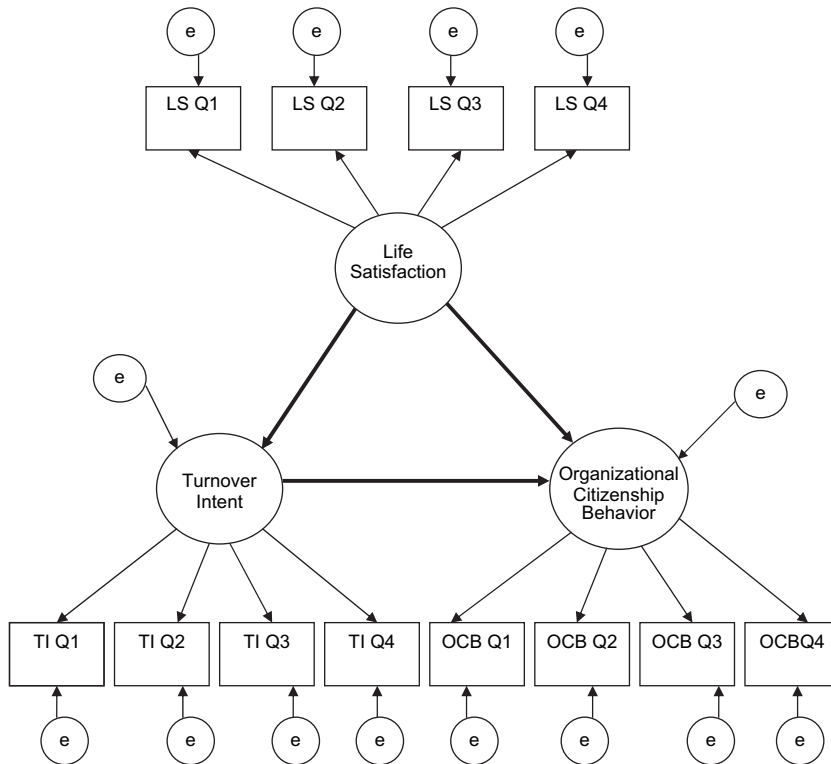 e
e
e
e
LS Q1
LS Q2
LS Q3
LS Q4
Life
Satisfaction
e
e
Turnover
Intent
Organizational
Citizenship
Behavior
TI Q1
TI Q2
TI Q3
TI Q4
OCB Q1
OCB Q2
OCB Q3
OCBQ4
e
e
e
e
e
e
e
e